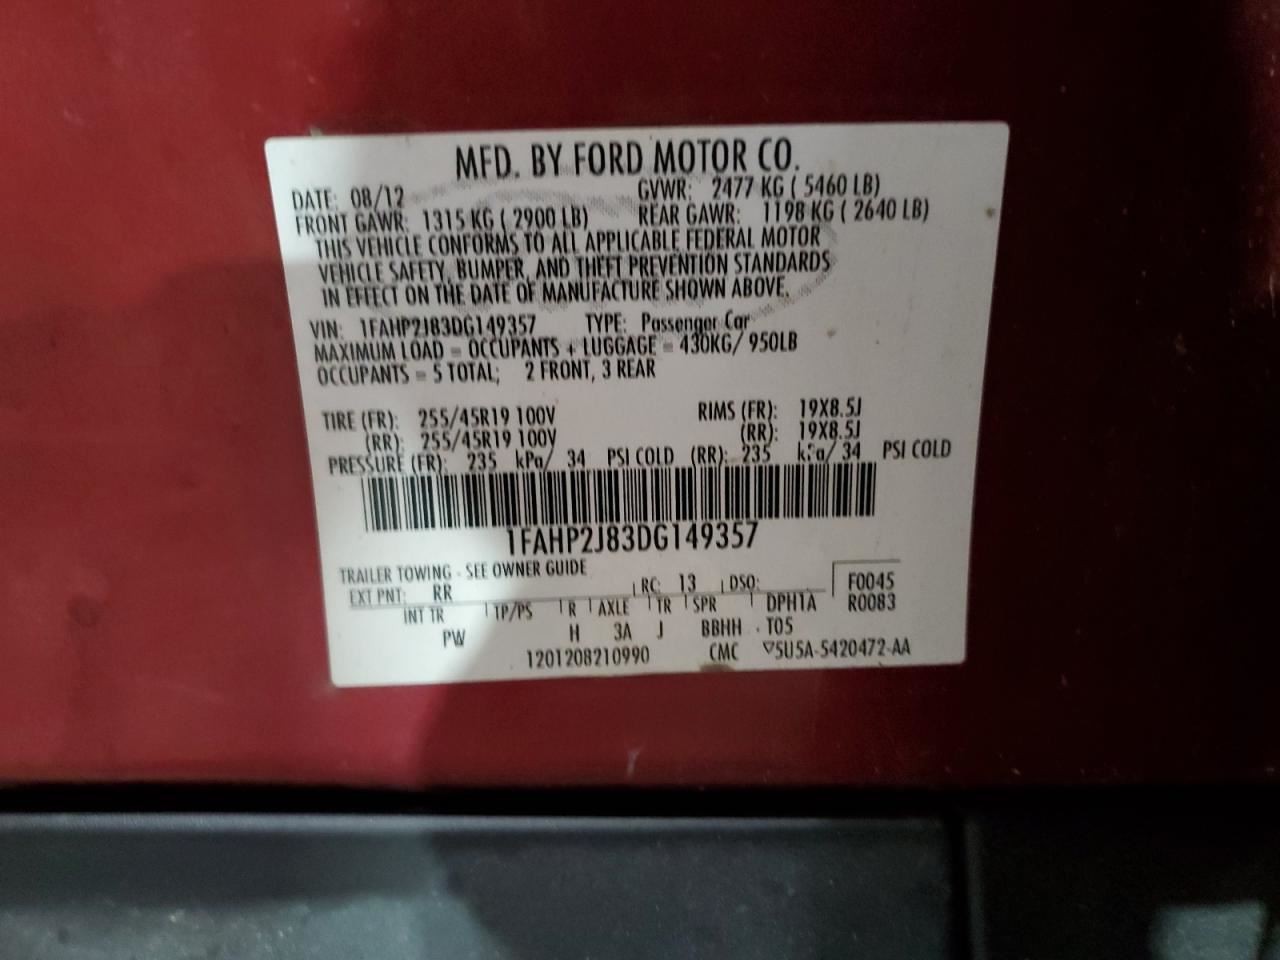 MFD. BY FORD MOTOR CO.
DATE: 08/12 GVWR: 2477 KG ( 5460 LB)
FRONT GAWR: 1315 KG ( 2900 LB) REAR GAWR: 1198 KG ( 2640 LB)
THIS VEHICLE CONFORMS TO ALL APPLICABLE FEDERAL MOTOR
VEHICLE SAFETY, BUMPER, AND THEFT PREVENTION STANDARDS
IN EFFECT ON THE DATE OF MANUFACTURE SHOWN ABOVE.
VIN: 1FAHP2J83DG149357 TYPE: Passenger Car
MAXIMUM LOAD = OCCUPANTS + LUGGAGE = 430KG/ 950LB
OCCUPANTS = 5 TOTAL; 2 FRONT, 3 REAR
TIRE (FR): 255/45R19 100V RIMS (FR): 19X8.5J
(RR): 255/45R19 100V (RR): 19X8.5J
PRESSURE (FR): 235 kPa/ 34 PSI COLD (RR): 235 kPa/ 34 PSI COLD
1FAHP2J83DG149357
TRAILER TOWING - SEE OWNER GUIDE
EXT PNT: RR RC: 13 DSO: F0045
INT TR TP/PS R AXLE TR SPR DPH1A R0083
PW H 3A J BBHH T05
1201208210990 CMC ▽5U5A-5420472-AA